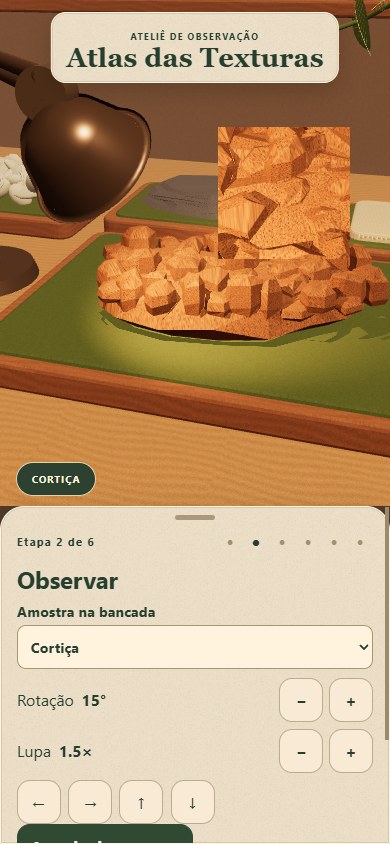 ATELIÊ DE OBSERVAÇÃO
Atlas das Texturas
CORTIÇA
Etapa 2 de 6
Observar
Amostra na bancada
Cortiça
Rotação 15° − +
Lupa 1.5× − +
← → ↑ ↓